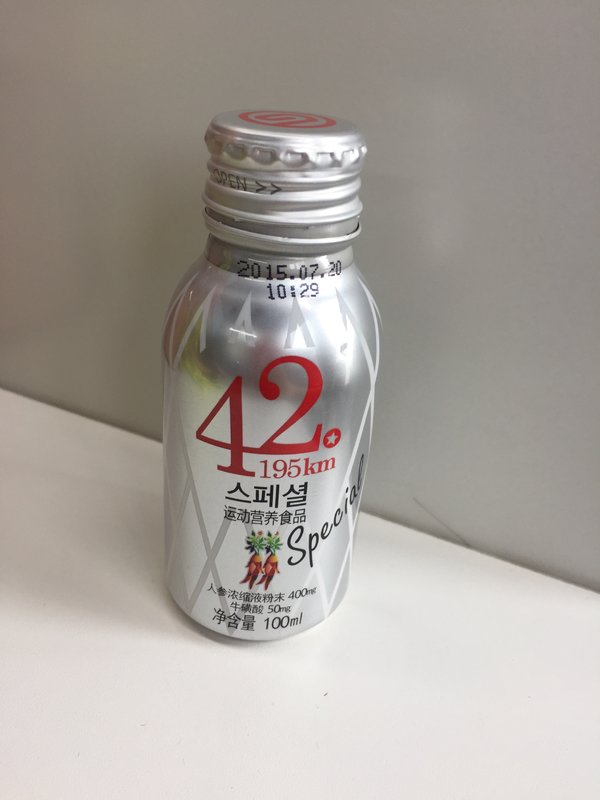 OPEN >>
2015.07.20
10:29
42.
195km
스페셜
运动营养食品
Special
人参浓缩液粉末 400mg
牛磺酸 50mg
净含量 100ml